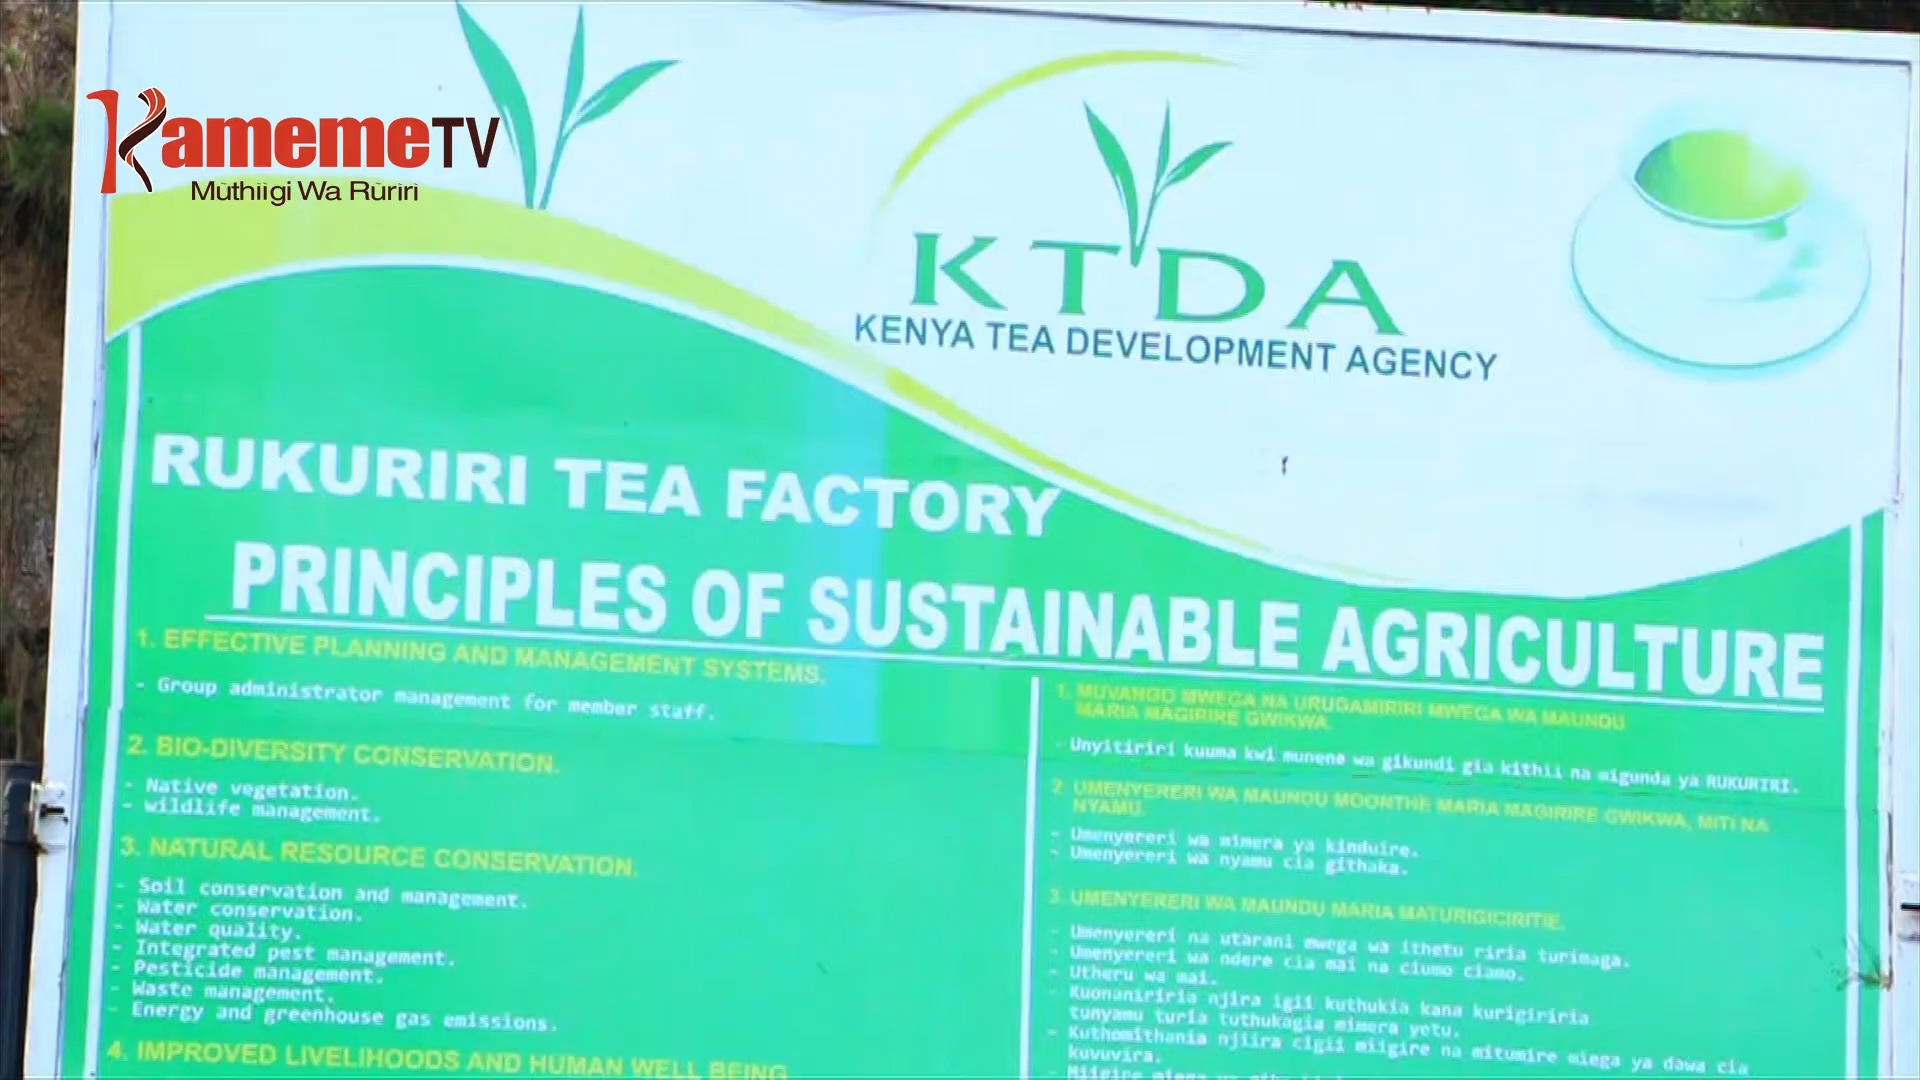 KamemeTV
Mũthiĩgi Wa Rũrĩrĩ
KTDA
KENYA TEA DEVELOPMENT AGENCY
RUKURIRI TEA FACTORY
PRINCIPLES OF SUSTAINABLE AGRICULTURE
1. EFFECTIVE PLANNING AND MANAGEMENT SYSTEMS.
- Group administrator management for member staff.
2. BIO-DIVERSITY CONSERVATION.
- Native vegetation.
- wildlife management.
3. NATURAL RESOURCE CONSERVATION.
- Soil conservation and management.
- Water conservation.
- Water quality.
- Integrated pest management.
- Pesticide management.
- Waste management.
- Energy and greenhouse gas emissions.
4. IMPROVED LIVELIHOODS AND HUMAN WELL BEING
1. MUVANGO MWEGA NA URUGAMIRIRI MWEGA WA MAUNDU
MARIA MAGIRIRE GWIKWA.
- Unyitiriri kuuma kwi munene wa gikundi gia kithii na migunda ya RUKURIRI.
2. UMENYERERI WA MAUNDU MOONTHE MARIA MAGIRIRE GWIKWA, MITI NA
NYAMU.
- Umenyereri wa mimera ya kinduire.
- Umenyereri wa nyamu cia githaka.
3. UMENYERERI WA MAUNDU MARIA MATURIGICIRITIE.
- Umenyereri na utarani mwega wa ithetu riria turimaga.
- Umenyereri wa ndere cia mai na ciumo ciamo.
- Utheru wa mai.
- Kuonaniriria njira igii kuthukia kana kurigiriria
tunyamu turia tuthukagia mimera yetu.
- Kuthomithania njiira cigii miigire na mitumire miega ya dawa cia
kuvuvira.
- Miigire miega